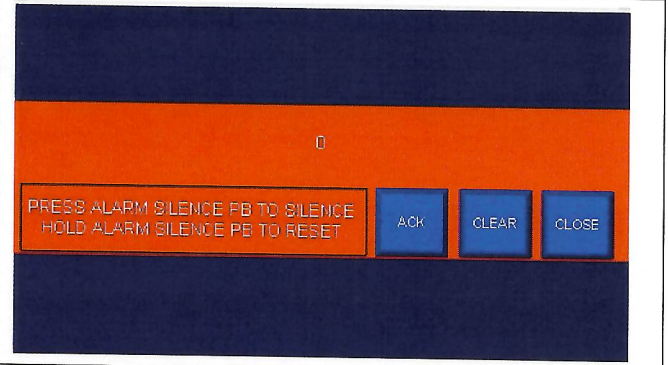 0
PRESS ALARM SILENCE PB TO SILENCE
HOLD ALARM SILENCE PB TO RESET
ACK
CLEAR
CLOSE